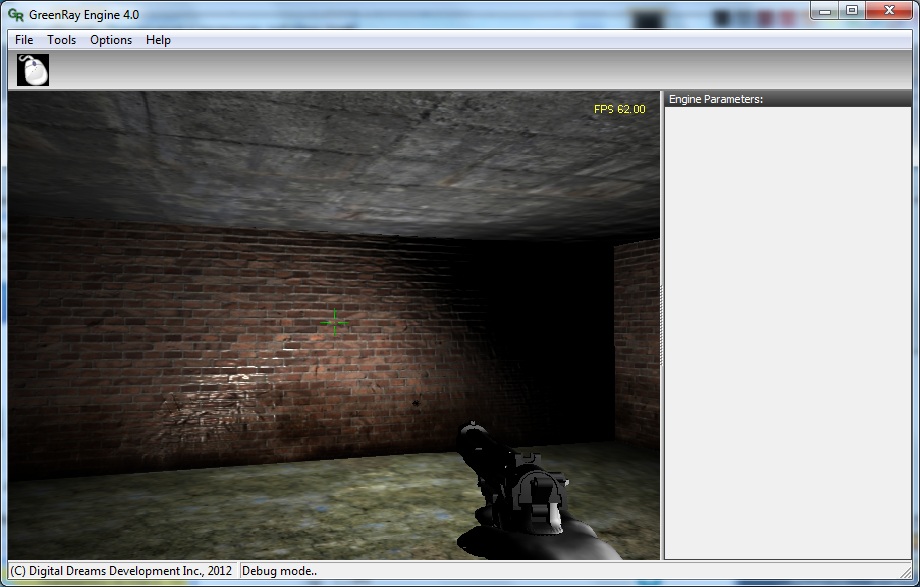 GR GreenRay Engine 4.0
File Tools Options Help
FPS 62.00
Engine Parameters:
(C) Digital Dreams Development Inc., 2012 Debug mode..